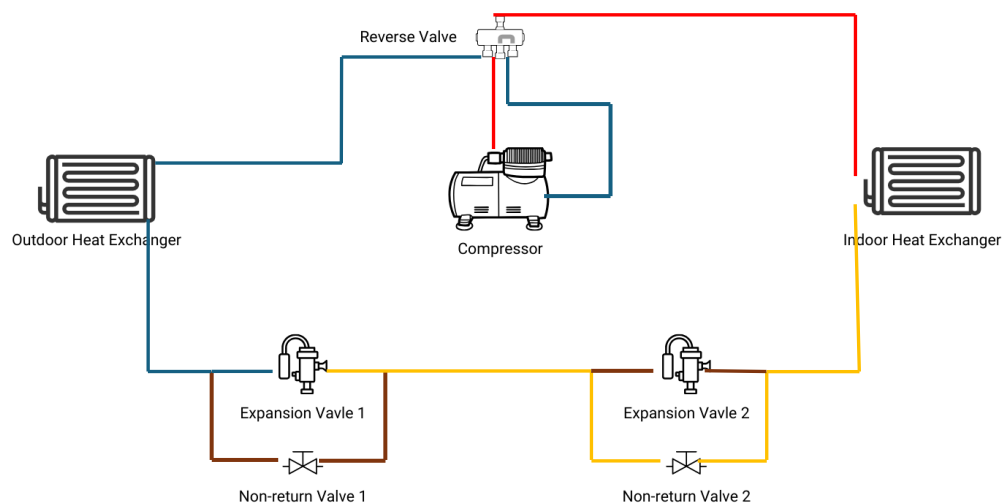 Reverse Valve
Outdoor Heat Exchanger
Compressor
Indoor Heat Exchanger
Expansion Vavle 1
Expansion Vavle 2
Non-return Valve 1
Non-return Valve 2